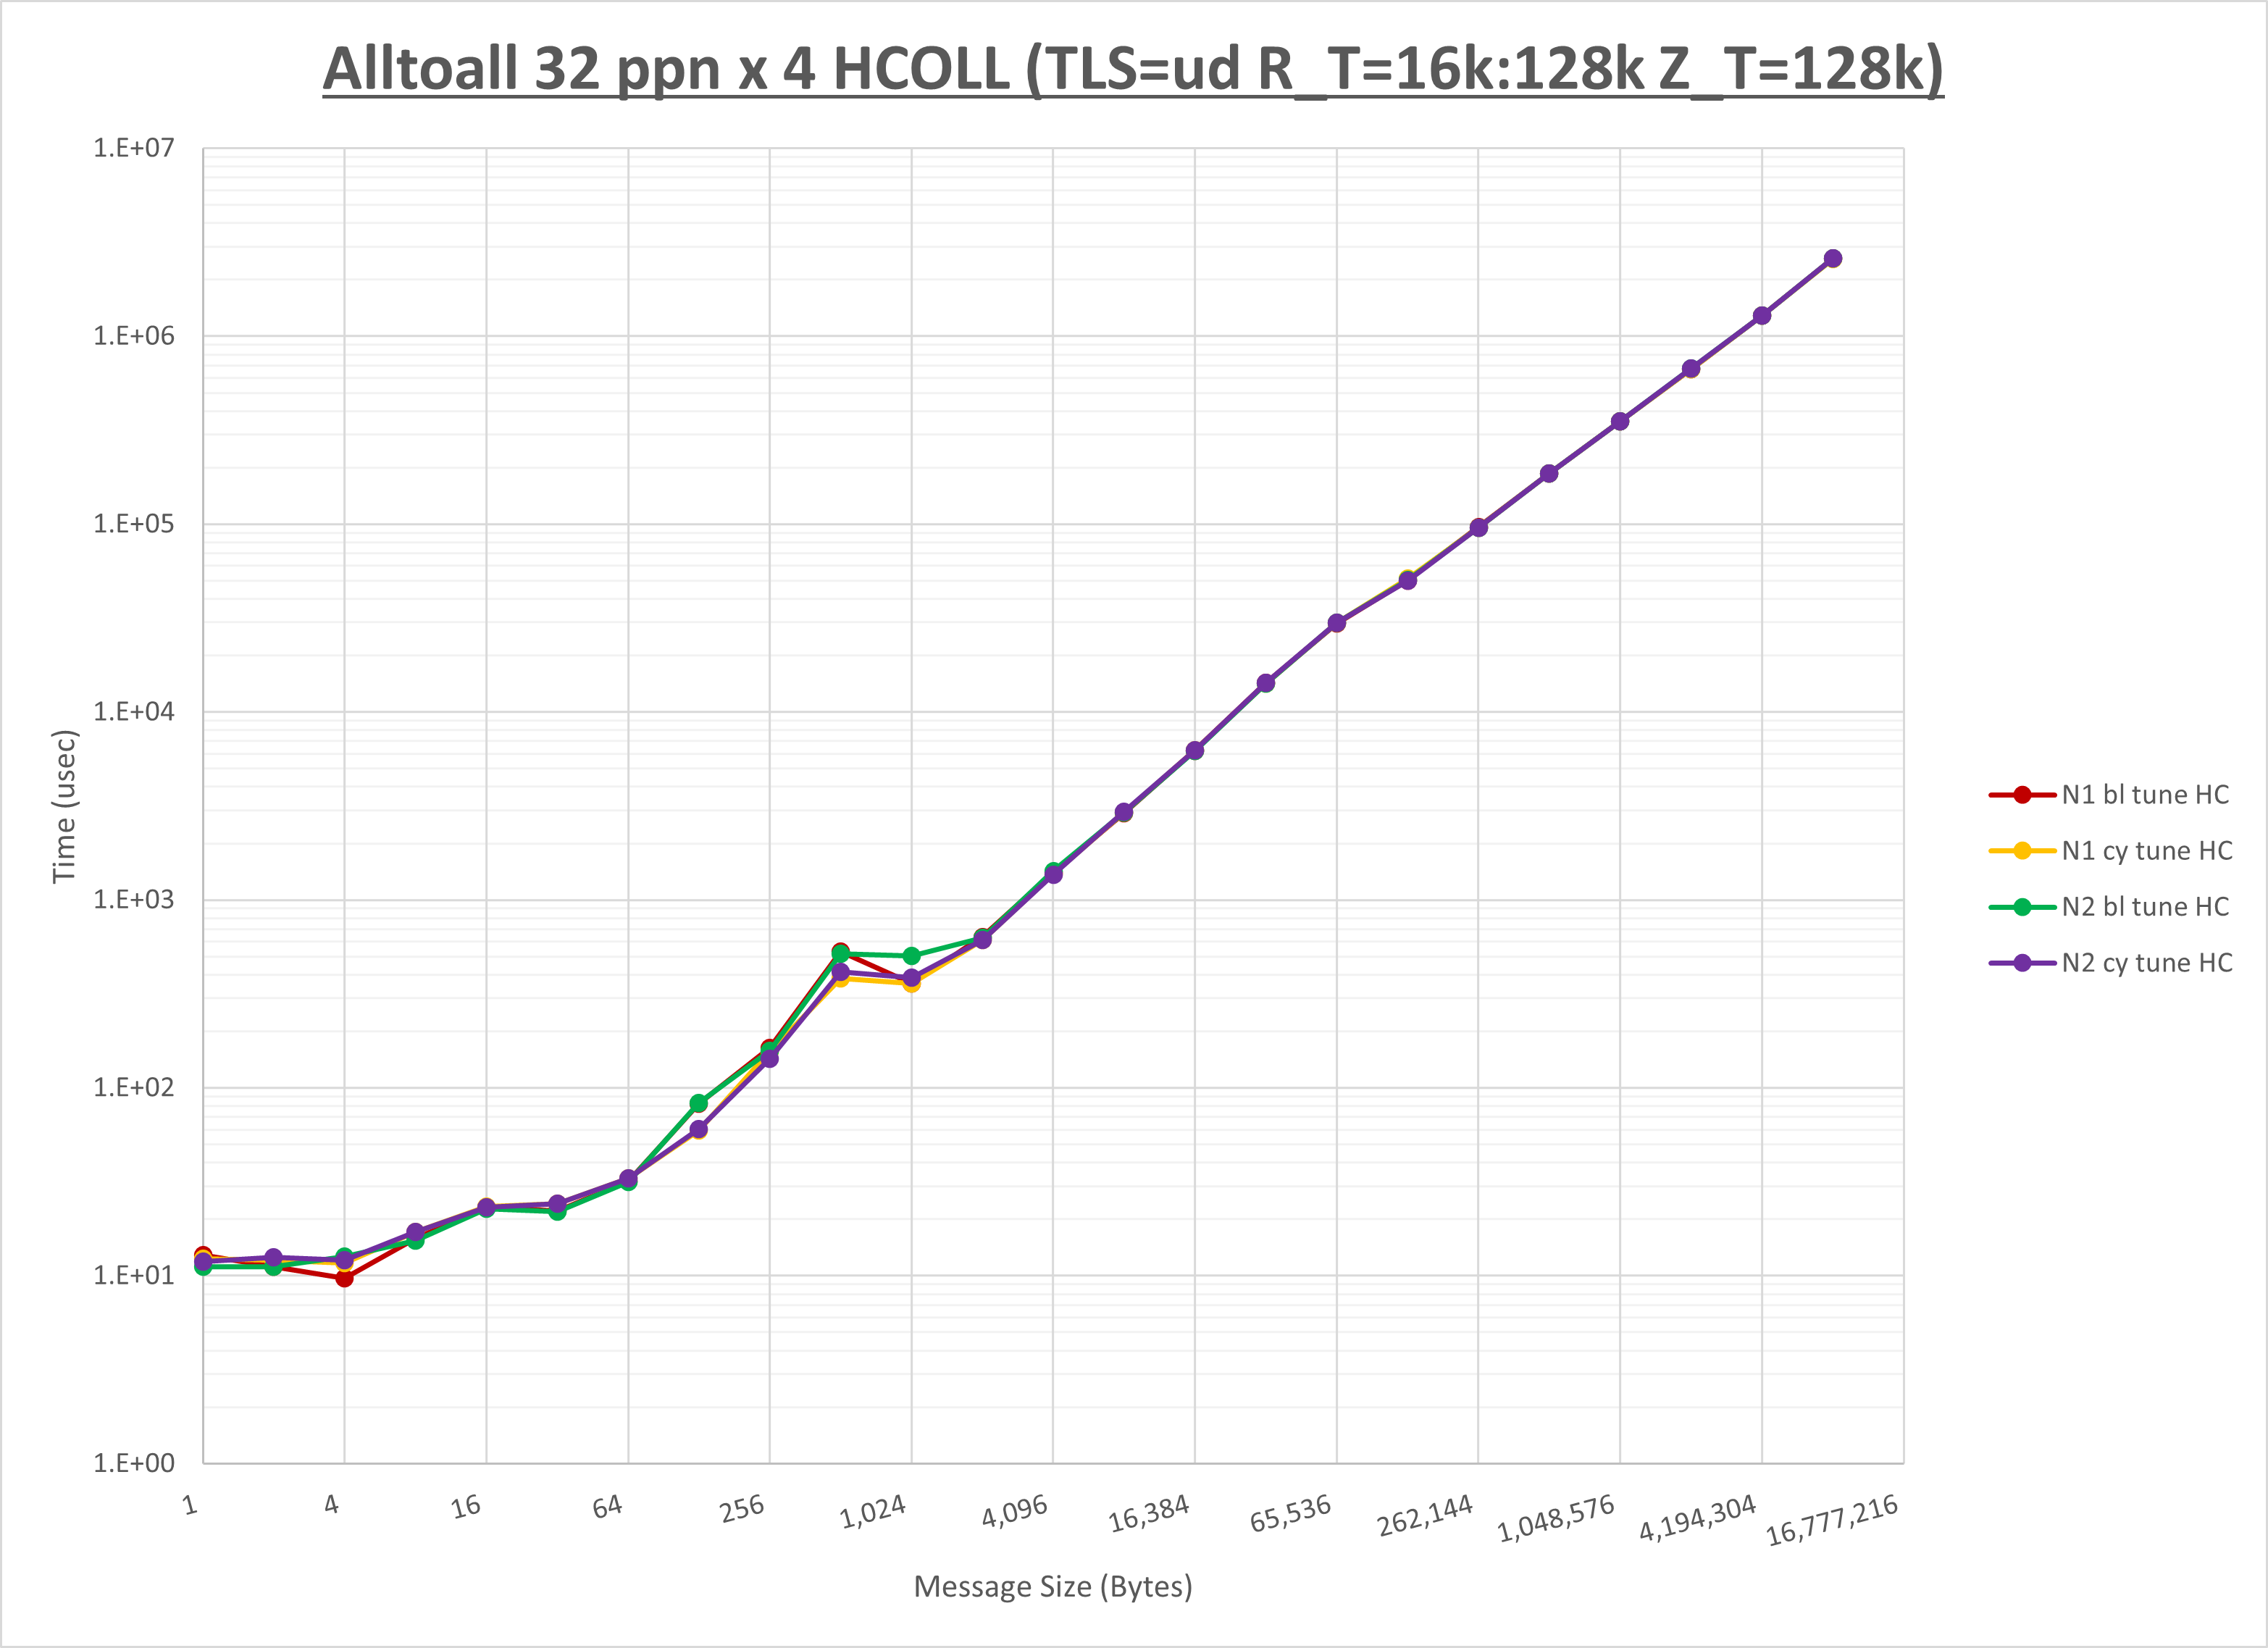 Alltoall 32 ppn x 4 HCOLL (TLS=ud R_T=16k:128k Z_T=128k)
1.E+07
1.E+06
1.E+05
1.E+04
1.E+03
1.E+02
1.E+01
1.E+00
Time (usec)
1
4
16
64
256
1,024
4,096
16,384
65,536
262,144
1,048,576
4,194,304
16,777,216
Message Size (Bytes)
N1 bl tune HC
N1 cy tune HC
N2 bl tune HC
N2 cy tune HC